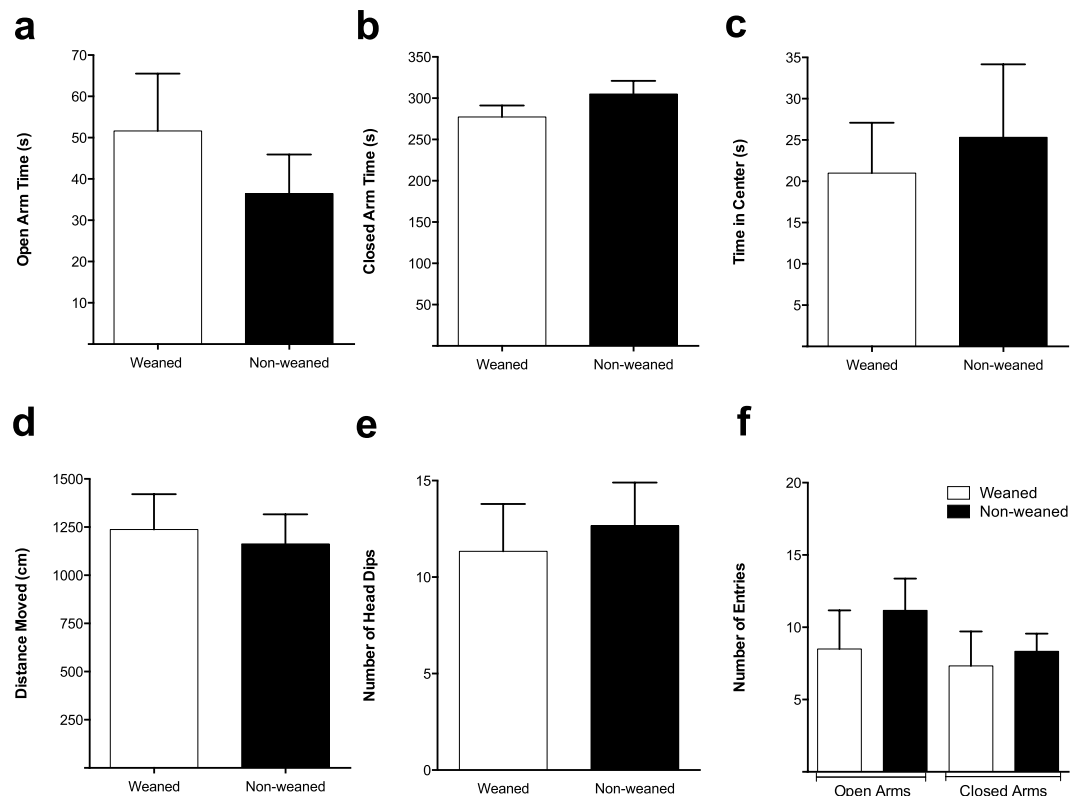 a
70
60
50
40
30
20
10
Open Arm Time (s)
Weaned Non-weaned
b
350
300
250
200
150
100
50
Closed Arm Time (s)
Weaned Non-weaned
c
35
30
25
20
15
10
5
Time in Center (s)
Weaned Non-weaned
d
1500
1250
1000
750
500
250
Distance Moved (cm)
Weaned Non-weaned
e
15
10
5
0
Number of Head Dips
Weaned Non-weaned
f
20
15
10
5
Number of Entries
Weaned
Non-weaned
Open Arms Closed Arms